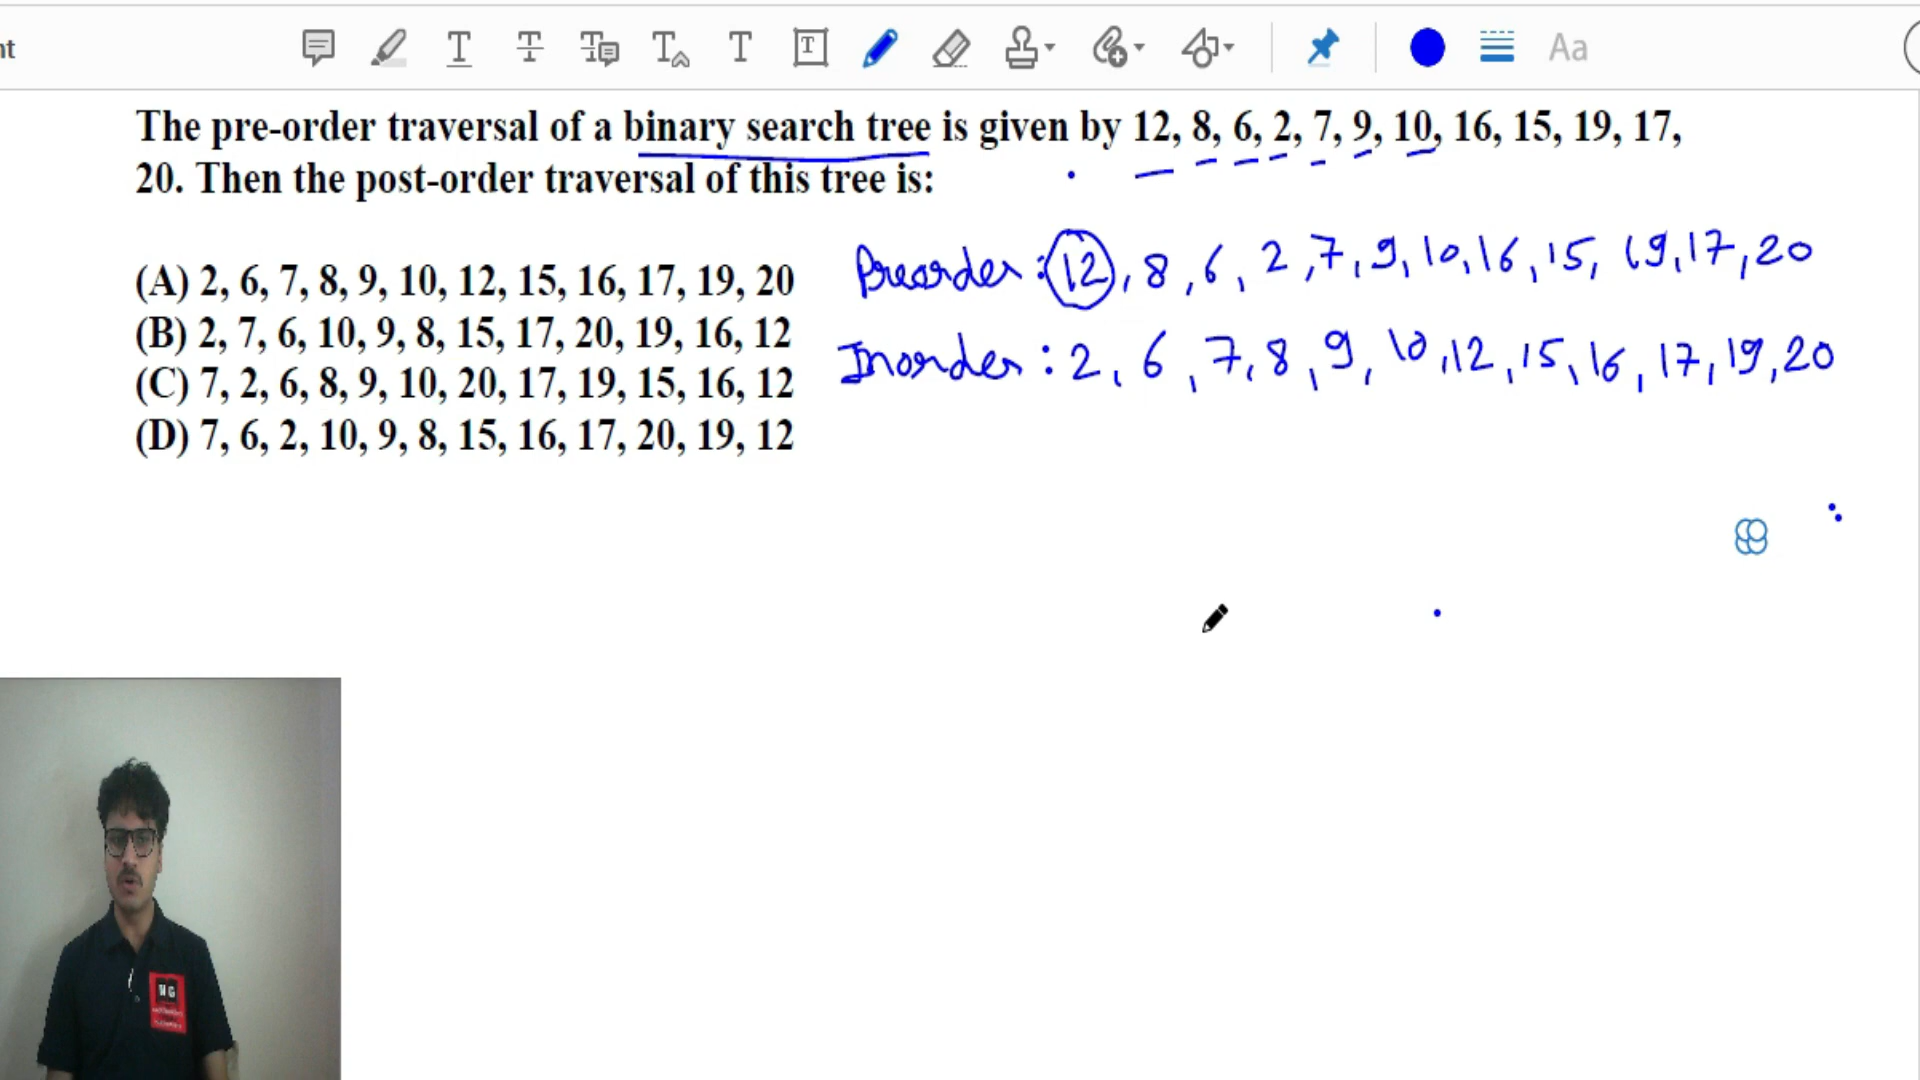 nt T T T T T T Aa
The pre-order traversal of a binary search tree is given by 12, 8, 6, 2, 7, 9, 10, 16, 15, 19, 17,
20. Then the post-order traversal of this tree is:
(A) 2, 6, 7, 8, 9, 10, 12, 15, 16, 17, 19, 20
(B) 2, 7, 6, 10, 9, 8, 15, 17, 20, 19, 16, 12
(C) 7, 2, 6, 8, 9, 10, 20, 17, 19, 15, 16, 12
(D) 7, 6, 2, 10, 9, 8, 15, 16, 17, 20, 19, 12
Preorder : 12, 8, 6, 2, 7, 9, 10, 16, 15, 19, 17, 20
Inorder : 2, 6, 7, 8, 9, 10, 12, 15, 16, 17, 19, 20